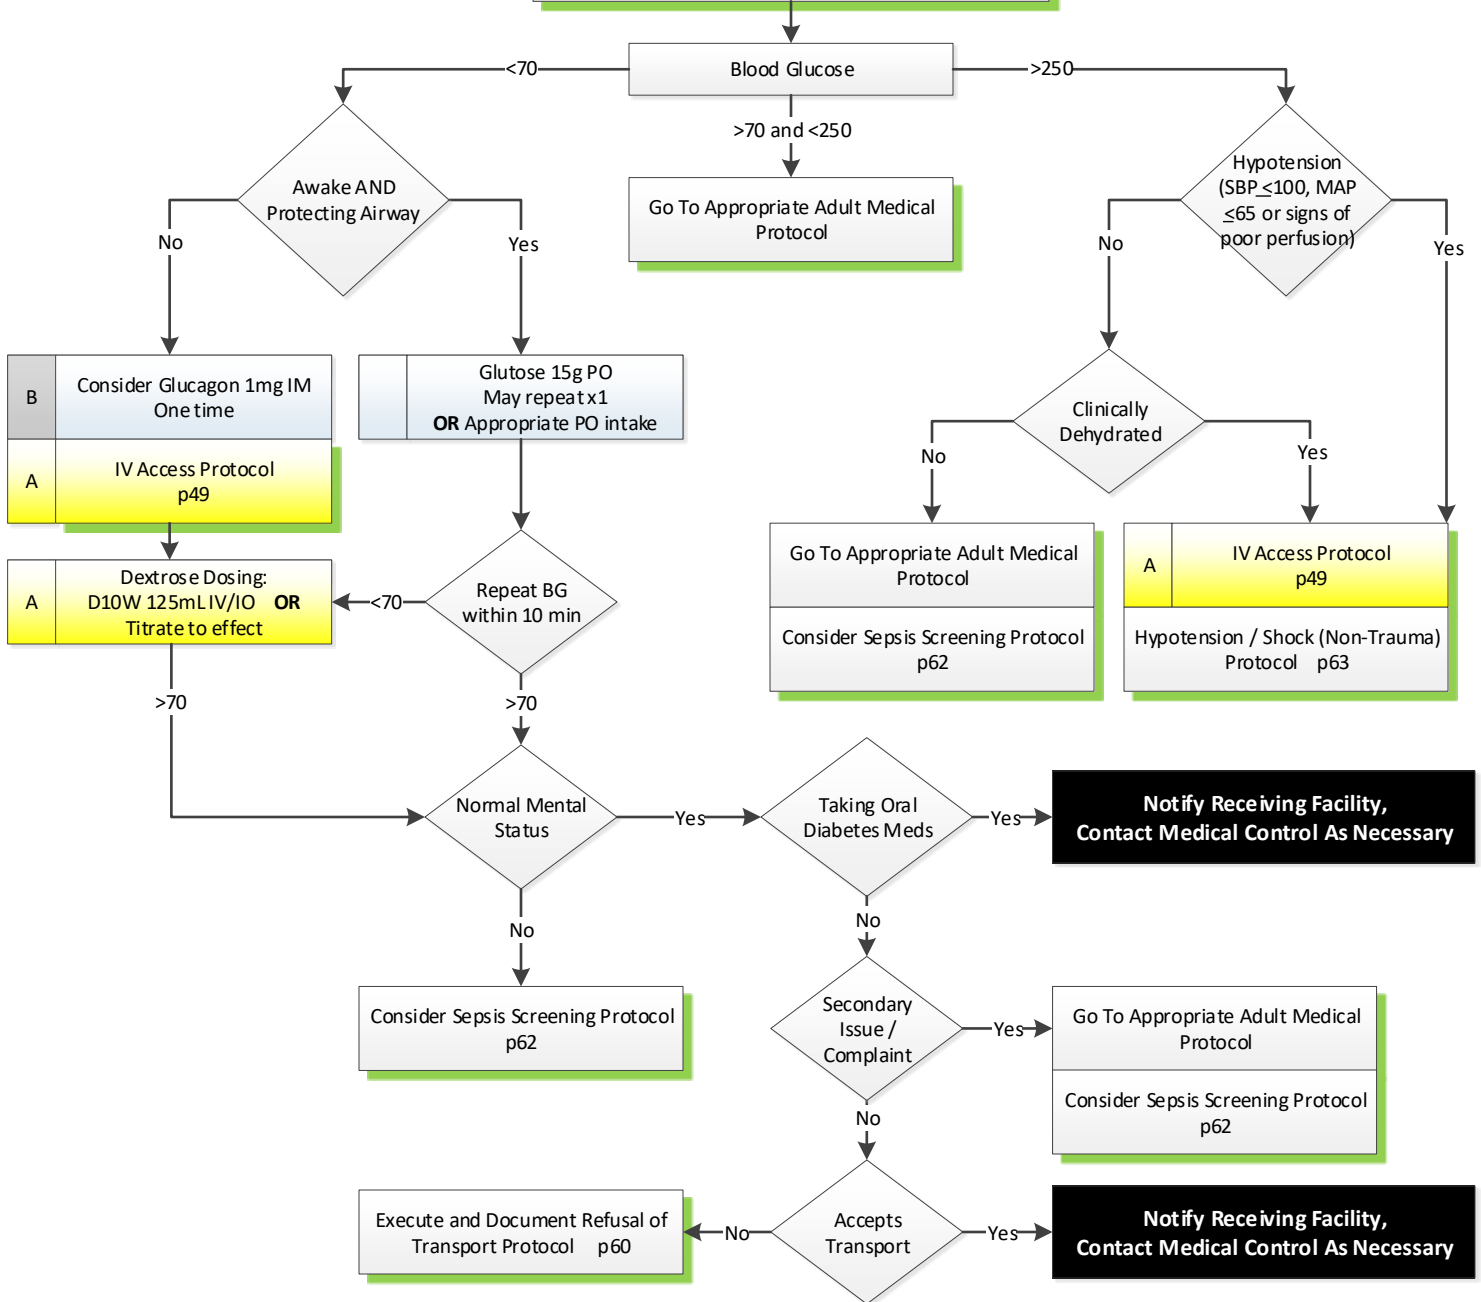 Blood Glucose
<70
>250
>70 and <250
Awake AND
Protecting Airway
Go To Appropriate Adult Medical
Protocol
Hypotension
(SBP ≤100, MAP
≤65 or signs of
poor perfusion)
No
Yes
No
Yes
B
Consider Glucagon 1mg IM
One time
A
IV Access Protocol
p49
Glutose 15g PO
May repeat x1
OR Appropriate PO intake
Clinically
Dehydrated
No
Yes
A
Dextrose Dosing:
D10W 125mL IV/IO OR
Titrate to effect
<70
Repeat BG
within 10 min
Go To Appropriate Adult Medical
Protocol
Consider Sepsis Screening Protocol
p62
A
IV Access Protocol
p49
Hypotension / Shock (Non-Trauma)
Protocol p63
>70
>70
Normal Mental
Status
Yes
Taking Oral
Diabetes Meds
Yes
Notify Receiving Facility,
Contact Medical Control As Necessary
No
No
Consider Sepsis Screening Protocol
p62
Secondary
Issue /
Complaint
Yes
Go To Appropriate Adult Medical
Protocol
Consider Sepsis Screening Protocol
p62
No
Execute and Document Refusal of
Transport Protocol p60
No
Accepts
Transport
Yes
Notify Receiving Facility,
Contact Medical Control As Necessary